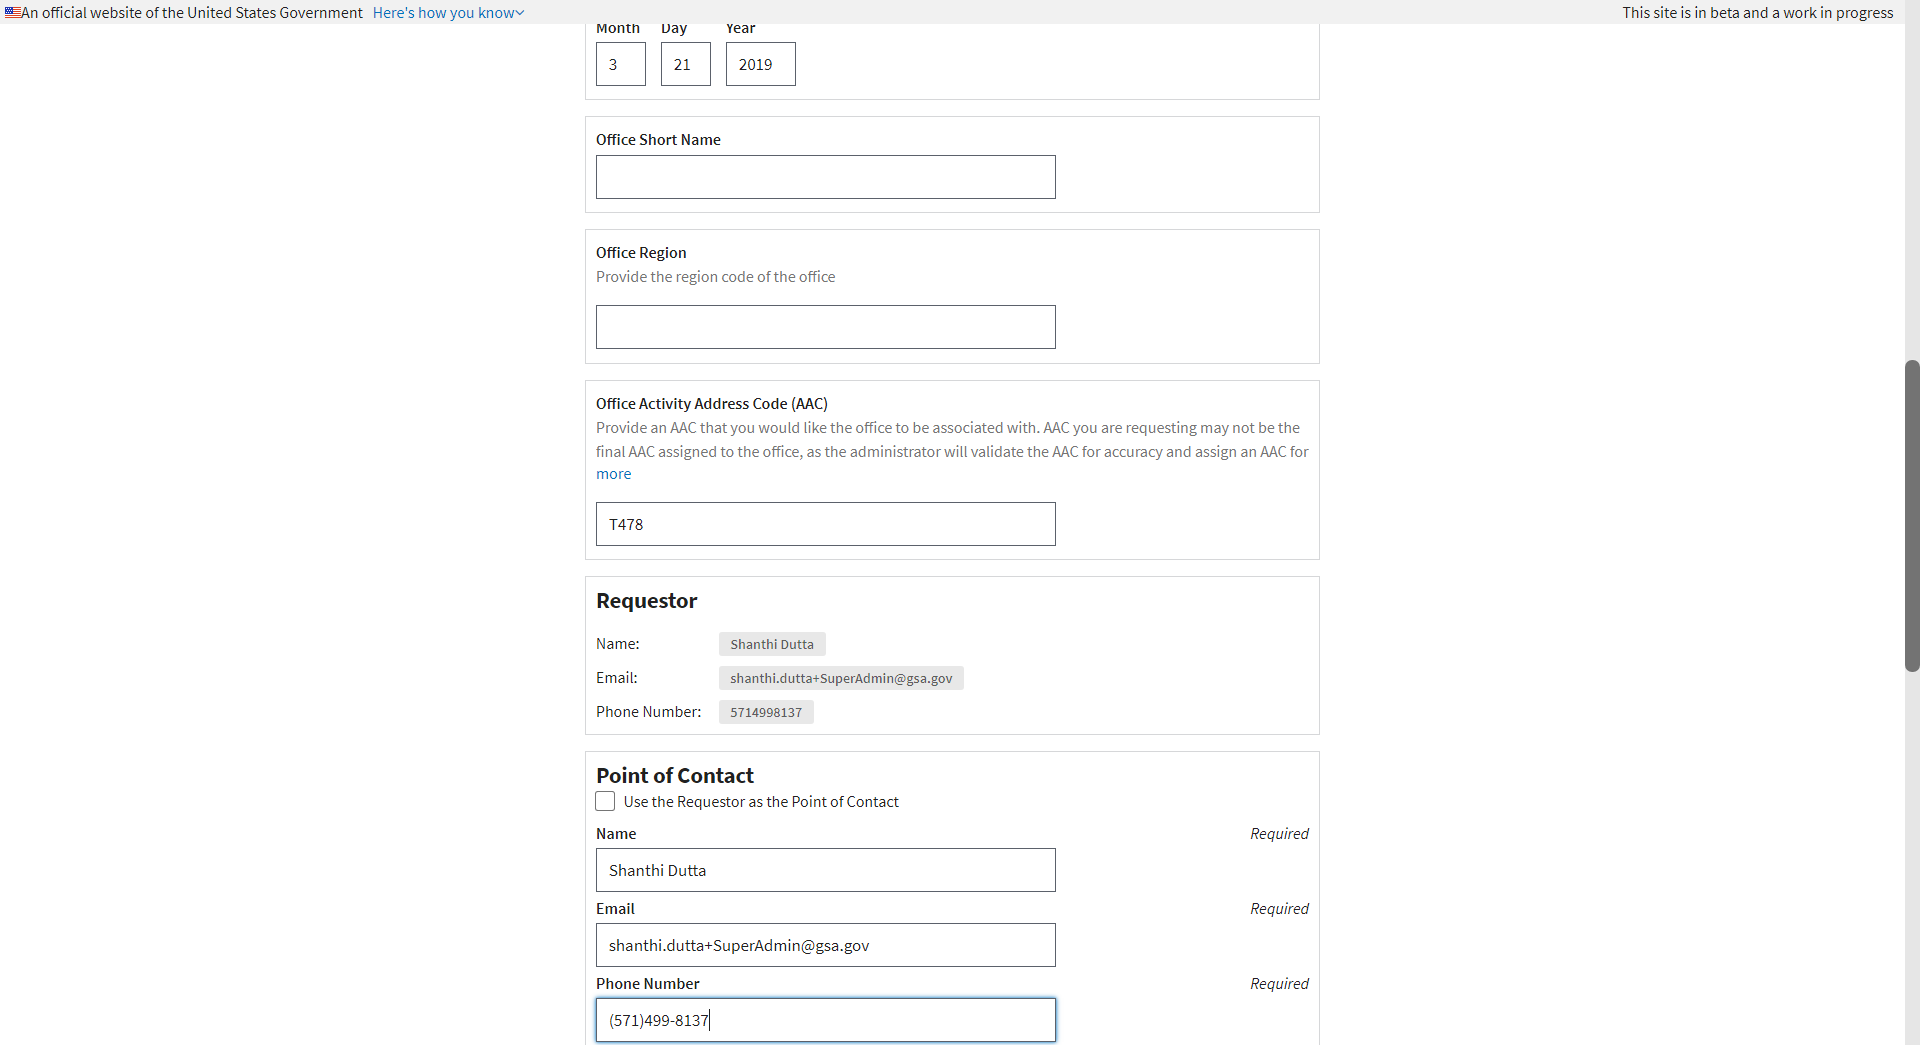 An official website of the United States Government Here's how you know
This site is in beta and a work in progress
Month Day Year
3 21 2019
Office Short Name
Office Region
Provide the region code of the office
Office Activity Address Code (AAC)
Provide an AAC that you would like the office to be associated with. AAC you are requesting may not be the
final AAC assigned to the office, as the administrator will validate the AAC for accuracy and assign an AAC for
more
T478
Requestor
Name: Shanthi Dutta
Email: shanthi.dutta+SuperAdmin@gsa.gov
Phone Number: 5714998137
Point of Contact
Use the Requestor as the Point of Contact
Name Required
Shanthi Dutta
Email Required
shanthi.dutta+SuperAdmin@gsa.gov
Phone Number Required
(571)499-8137